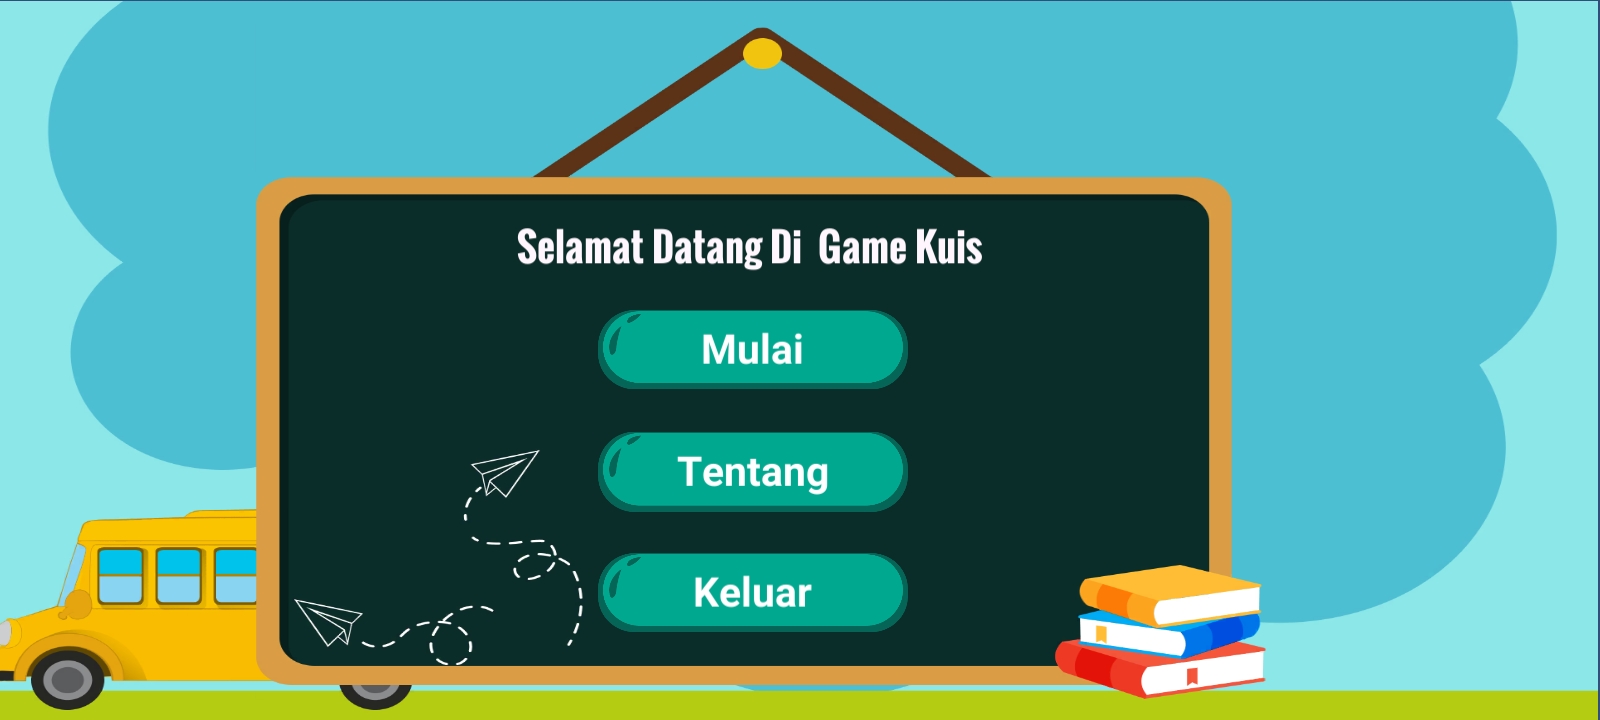 Selamat Datang Di  Game Kuis
Mulai
Tentang
Keluar